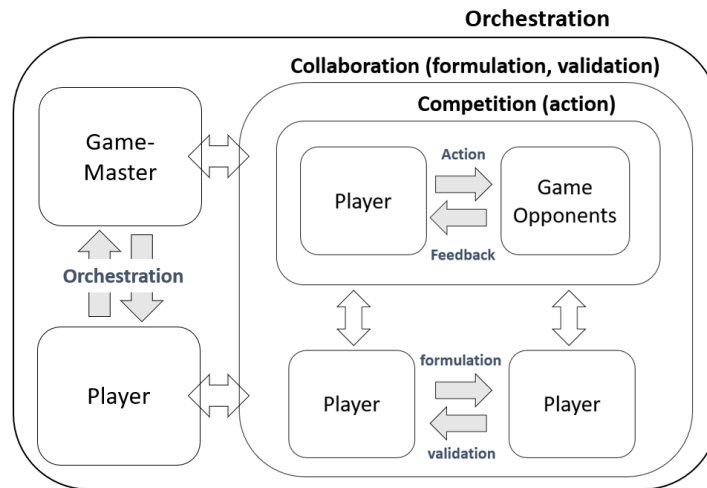 Orchestration
Collaboration (formulation, validation)
Competition (action)
Game-
Master
Player
Action
Feedback
Game
Opponents
Orchestration
Player
Player
formulation
validation
Player